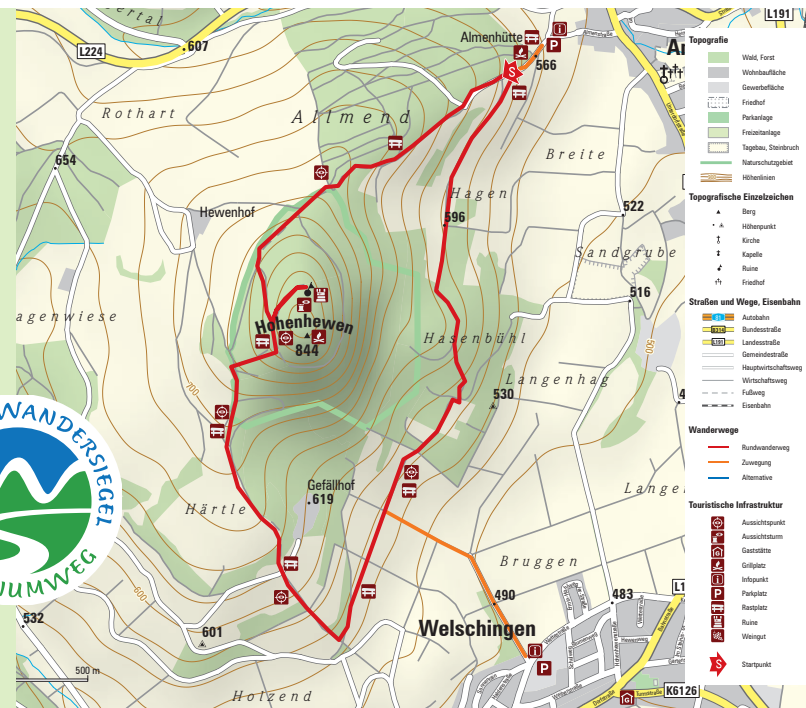 L191
L224
607
Almenhütte
566
Rothart
Allmend
654
Breite
Hewenhof
Hagen
596
522
Sandgrube
516
Hohenhewen
844
Hasenbühl
Langenhag
530
500
700
WANDERSIEGEL
Gefällhof
619
Härtle
Bruggen
490
483
600
601
532
Welschingen
500 m
Holzend
K6126
Topografie
Wald, Forst
Wohnbaufläche
Gewerbefläche
Friedhof
Parkanlage
Freizeitanlage
Tagebau, Steinbruch
Naturschutzgebiet
Höhenlinien
Topografische Einzelzeichen
Berg
Höhenpunkt
Kirche
Kapelle
Ruine
Friedhof
Straßen und Wege, Eisenbahn
Autobahn
Bundesstraße
Landesstraße
Gemeindestraße
Hauptwirtschaftsweg
Wirtschaftsweg
Fußweg
Eisenbahn
Wanderwege
Rundwanderweg
Zuwegung
Alternative
Touristische Infrastruktur
Aussichtspunkt
Aussichtsturm
Gaststätte
Grillplatz
Infopunkt
Parkplatz
Rastplatz
Ruine
Weingut
S Startpunkt